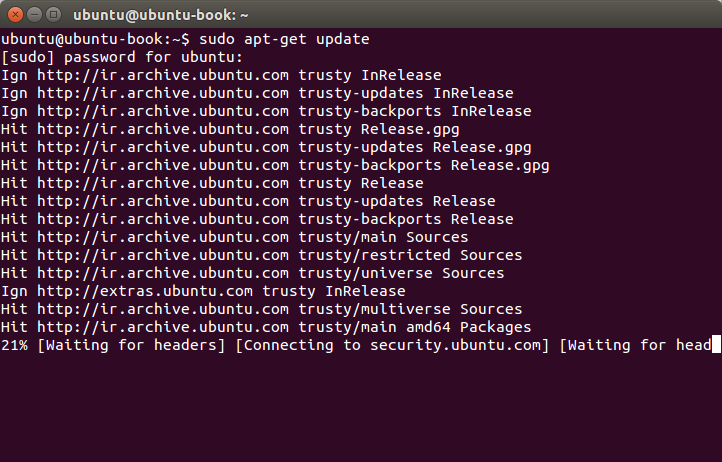 ubuntu@ubuntu-book: ~
ubuntu@ubuntu-book:~$ sudo apt-get update
[sudo] password for ubuntu:
Ign http://ir.archive.ubuntu.com trusty InRelease
Ign http://ir.archive.ubuntu.com trusty-updates InRelease
Ign http://ir.archive.ubuntu.com trusty-backports InRelease
Hit http://ir.archive.ubuntu.com trusty Release.gpg
Hit http://ir.archive.ubuntu.com trusty-updates Release.gpg
Hit http://ir.archive.ubuntu.com trusty-backports Release.gpg
Hit http://ir.archive.ubuntu.com trusty Release
Hit http://ir.archive.ubuntu.com trusty-updates Release
Hit http://ir.archive.ubuntu.com trusty-backports Release
Hit http://ir.archive.ubuntu.com trusty/main Sources
Hit http://ir.archive.ubuntu.com trusty/restricted Sources
Hit http://ir.archive.ubuntu.com trusty/universe Sources
Ign http://extras.ubuntu.com trusty InRelease
Hit http://ir.archive.ubuntu.com trusty/multiverse Sources
Hit http://ir.archive.ubuntu.com trusty/main amd64 Packages
21% [Waiting for headers] [Connecting to security.ubuntu.com] [Waiting for head